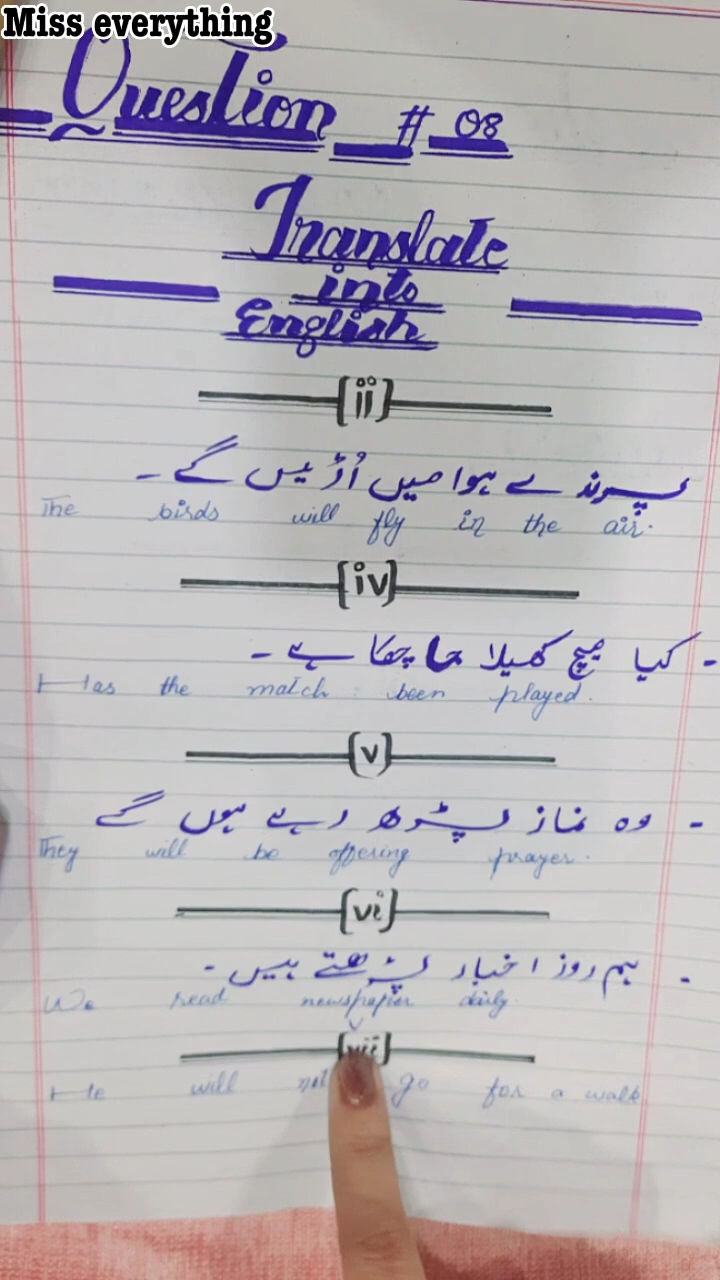 Miss everything
Question # 08
Translate
into
English
{ii}
پرندے ہوا میں اُڑیں گے ۔
The birds will fly in the air.
{iv}
- کیا میچ کھیلا جا چکا ہے ۔
Has the match been played.
{v}
- وہ نماز پڑھ رہے ہوں گے
They will be offering prayer.
{vi}
- ہم روز اخبار پڑھتے ہیں ۔
We read newspaper daily.
{vii}
He will not go for a walk